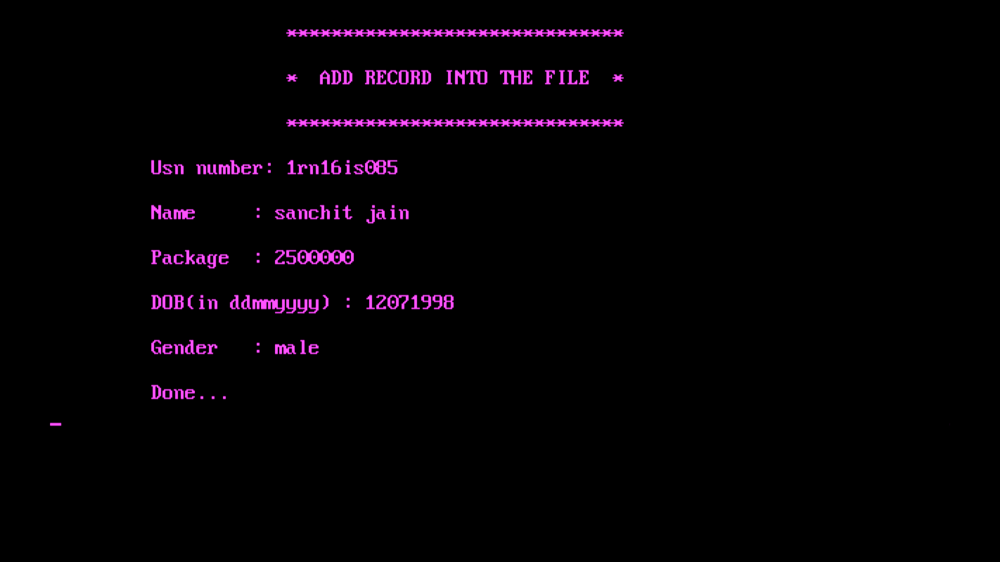 ******************************
*  ADD RECORD INTO THE FILE  *
******************************
Usn number: 1rn16is085
Name     : sanchit jain
Package  : 2500000
DOB(in ddmmyyyy) : 12071998
Gender   : male
Done...
_